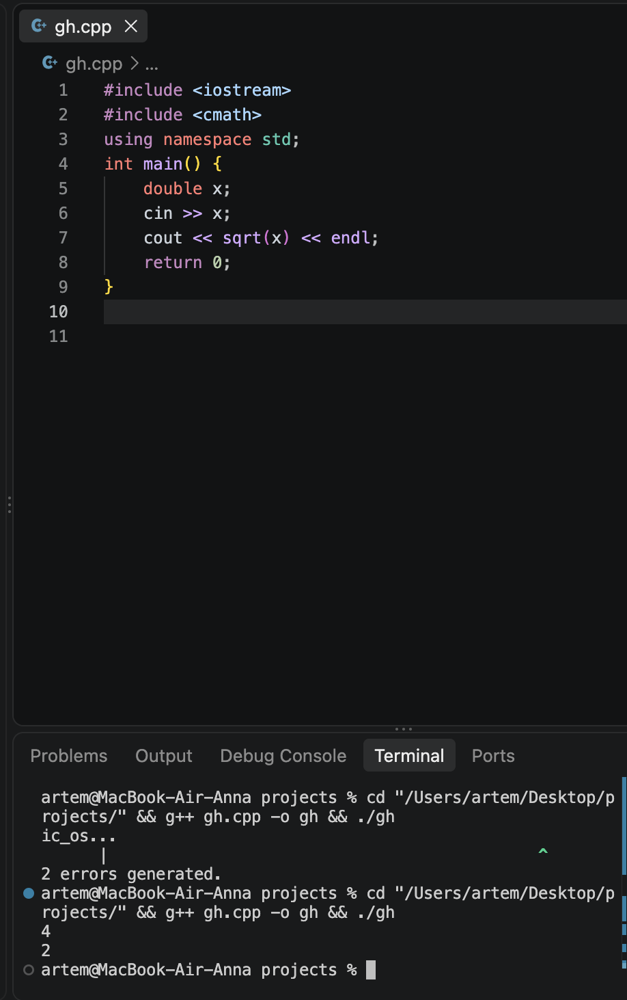 gh.cpp
gh.cpp > ...
1 #include <iostream>
2 #include <cmath>
3 using namespace std;
4 int main() {
5     double x;
6     cin >> x;
7     cout << sqrt(x) << endl;
8     return 0;
9 }
10
11
Problems Output Debug Console Terminal Ports
artem@MacBook-Air-Anna projects % cd "/Users/artem/Desktop/p
rojects/" && g++ gh.cpp -o gh && ./gh
ic_os...
      |                                             ^
2 errors generated.
artem@MacBook-Air-Anna projects % cd "/Users/artem/Desktop/p
rojects/" && g++ gh.cpp -o gh && ./gh
4
2
artem@MacBook-Air-Anna projects %